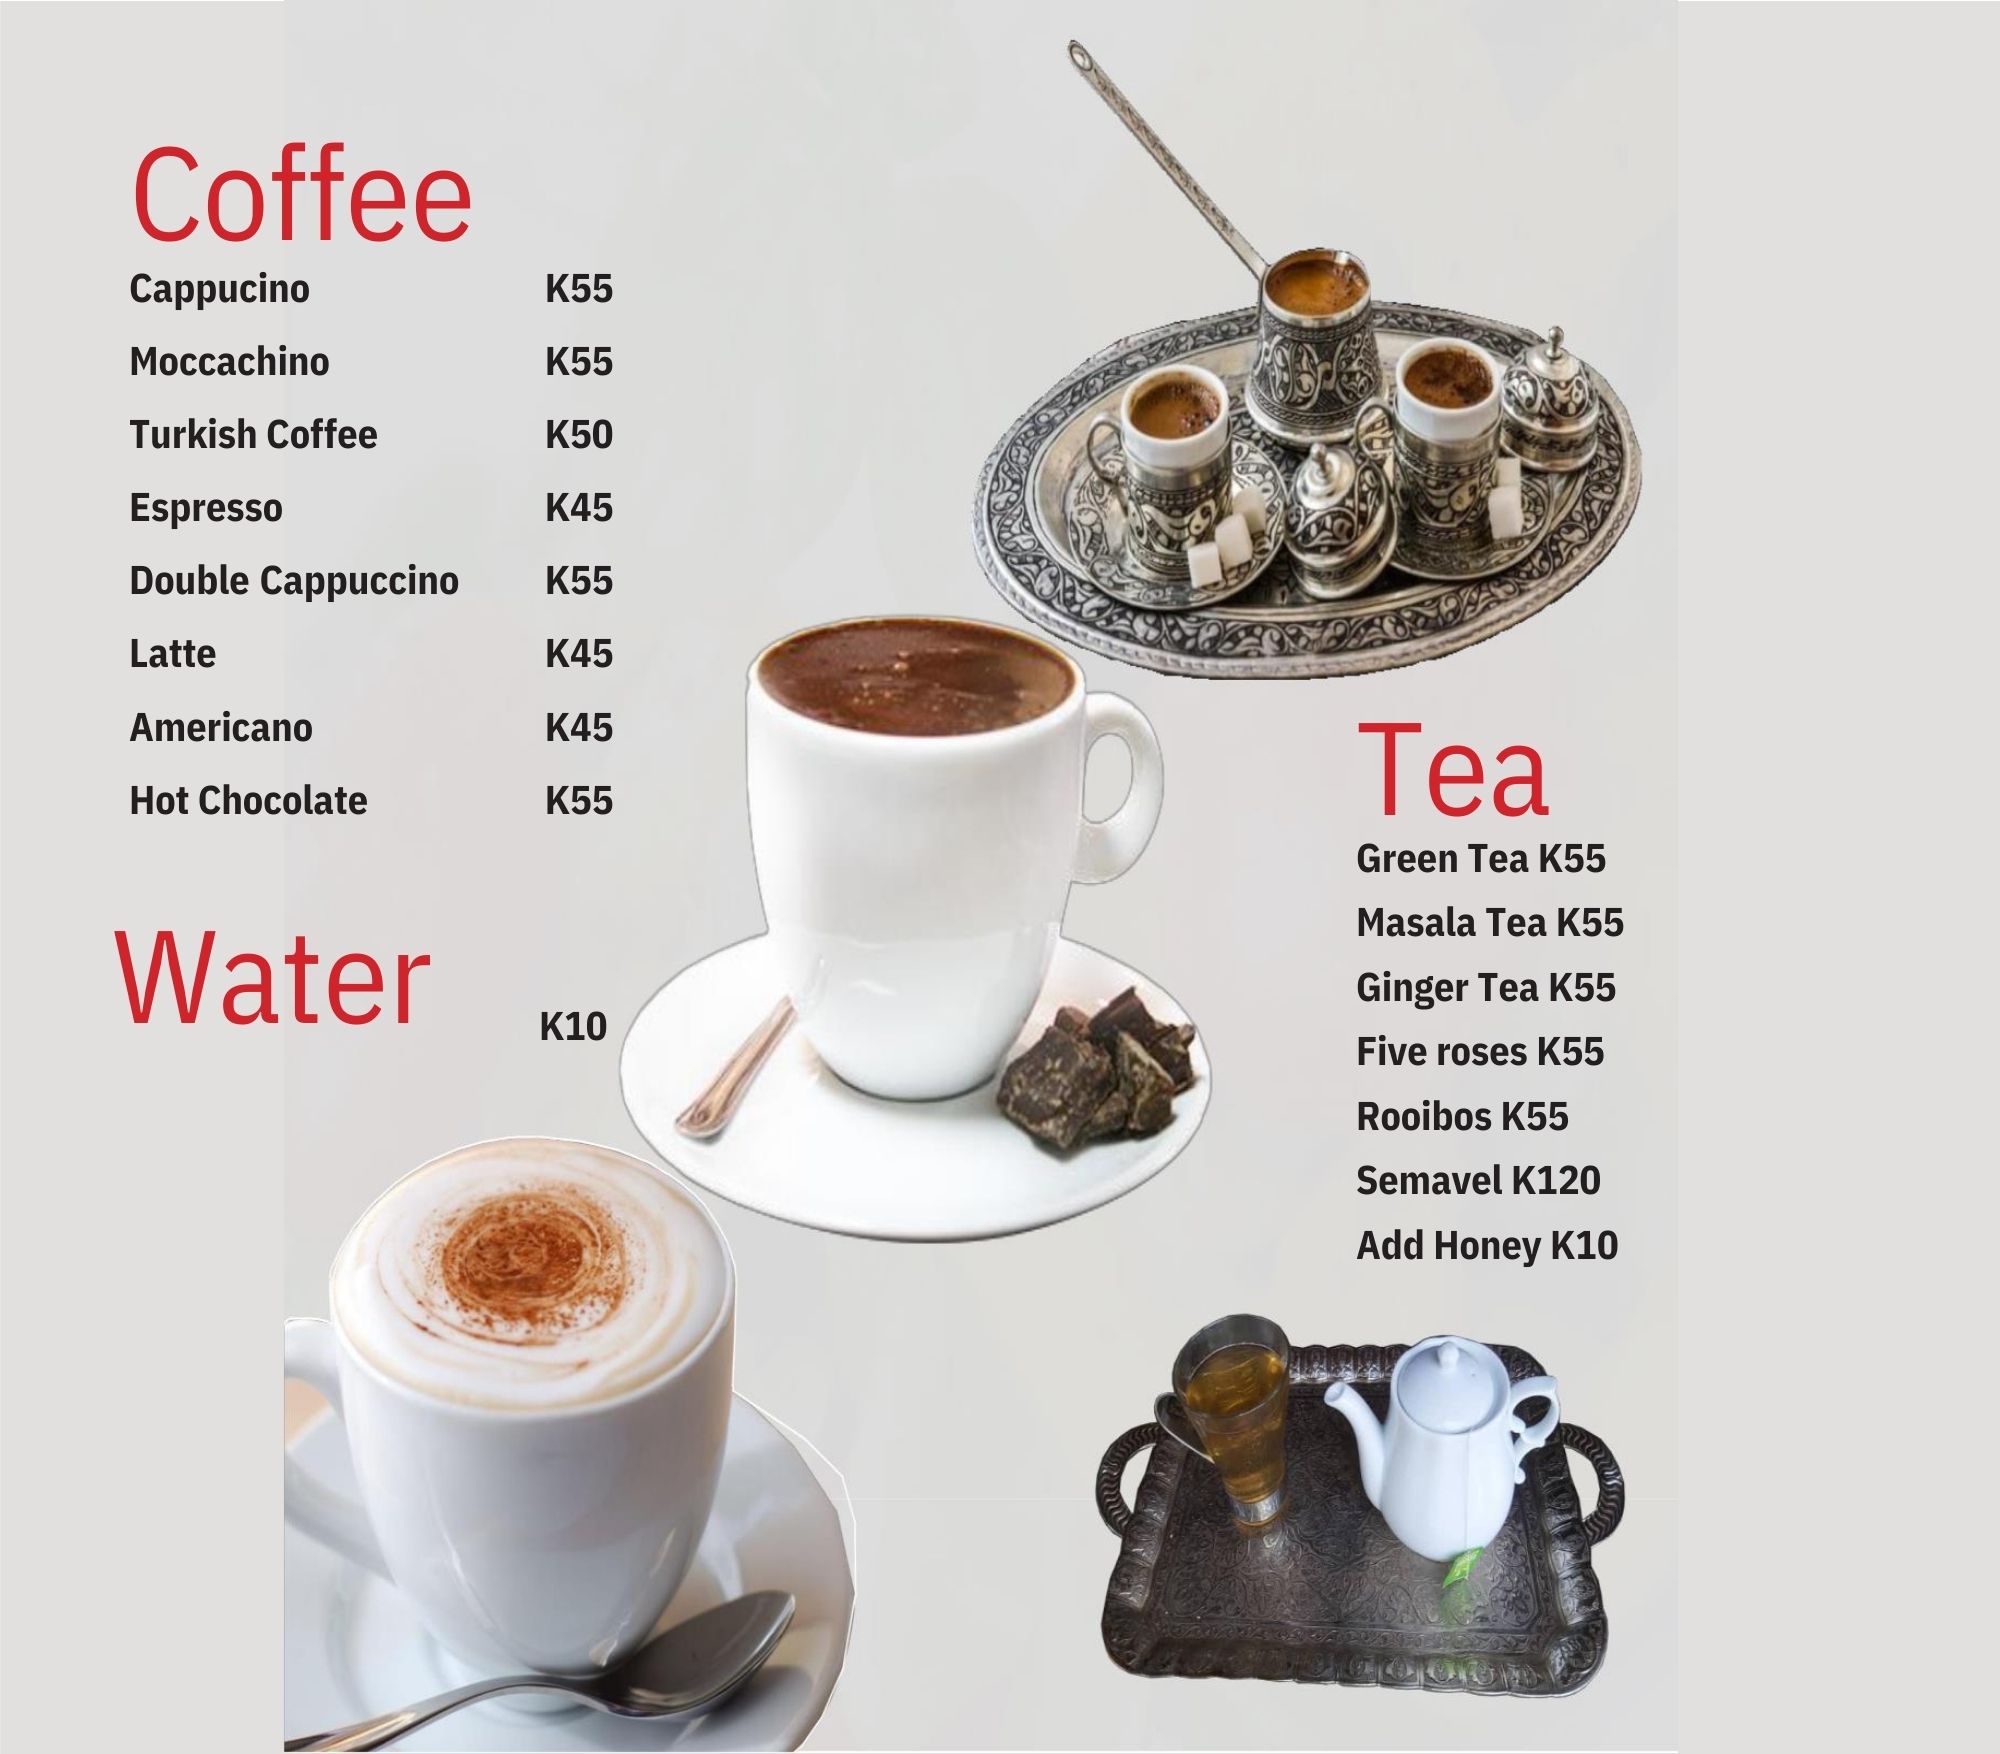 Coffee
Cappucino K55
Moccachino K55
Turkish Coffee K50
Espresso K45
Double Cappuccino K55
Latte K45
Americano K45
Hot Chocolate K55
Water
K10
Tea
Green Tea K55
Masala Tea K55
Ginger Tea K55
Five roses K55
Rooibos K55
Semavel K120
Add Honey K10